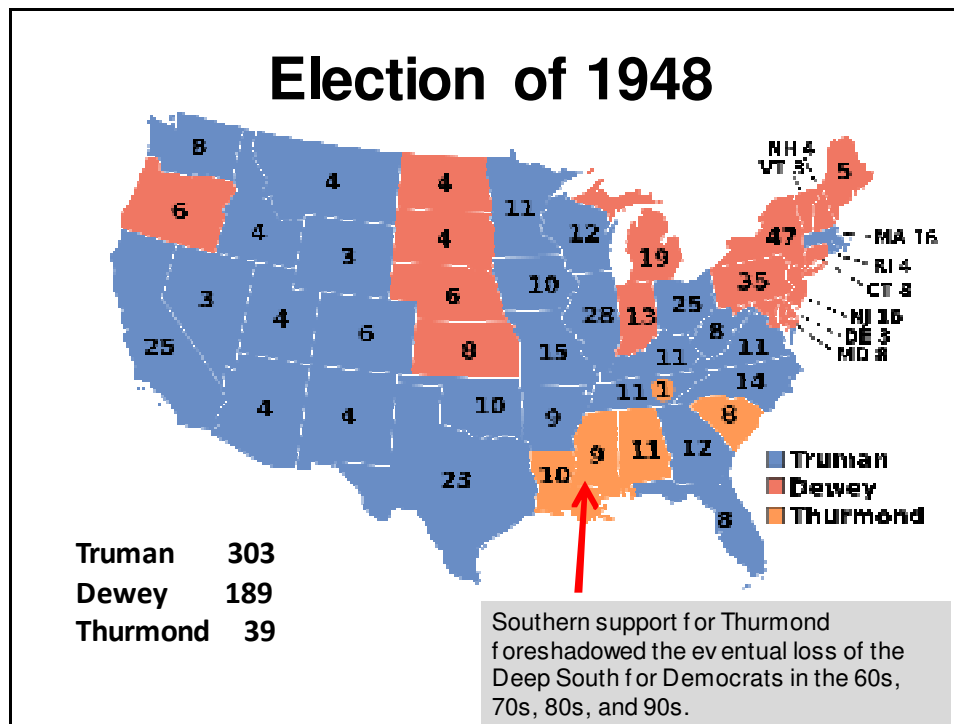 Election of 1948
NH 4
VT 3
8
4
4
11
5
6
4
4
12
47
MA 16
3
19
RI 4
3
6
10
35
CT 8
4
28
13
25
NJ 16
25
6
8
15
8
11
DE 3
11
MD 8
4
4
10
11
1
14
9
8
23
10
9
11
12
Truman
Dewey
Thurmond
8
Truman 303
Dewey 189
Thurmond 39
Southern support for Thurmond
foreshadowed the eventual loss of the
Deep South for Democrats in the 60s,
70s, 80s, and 90s.